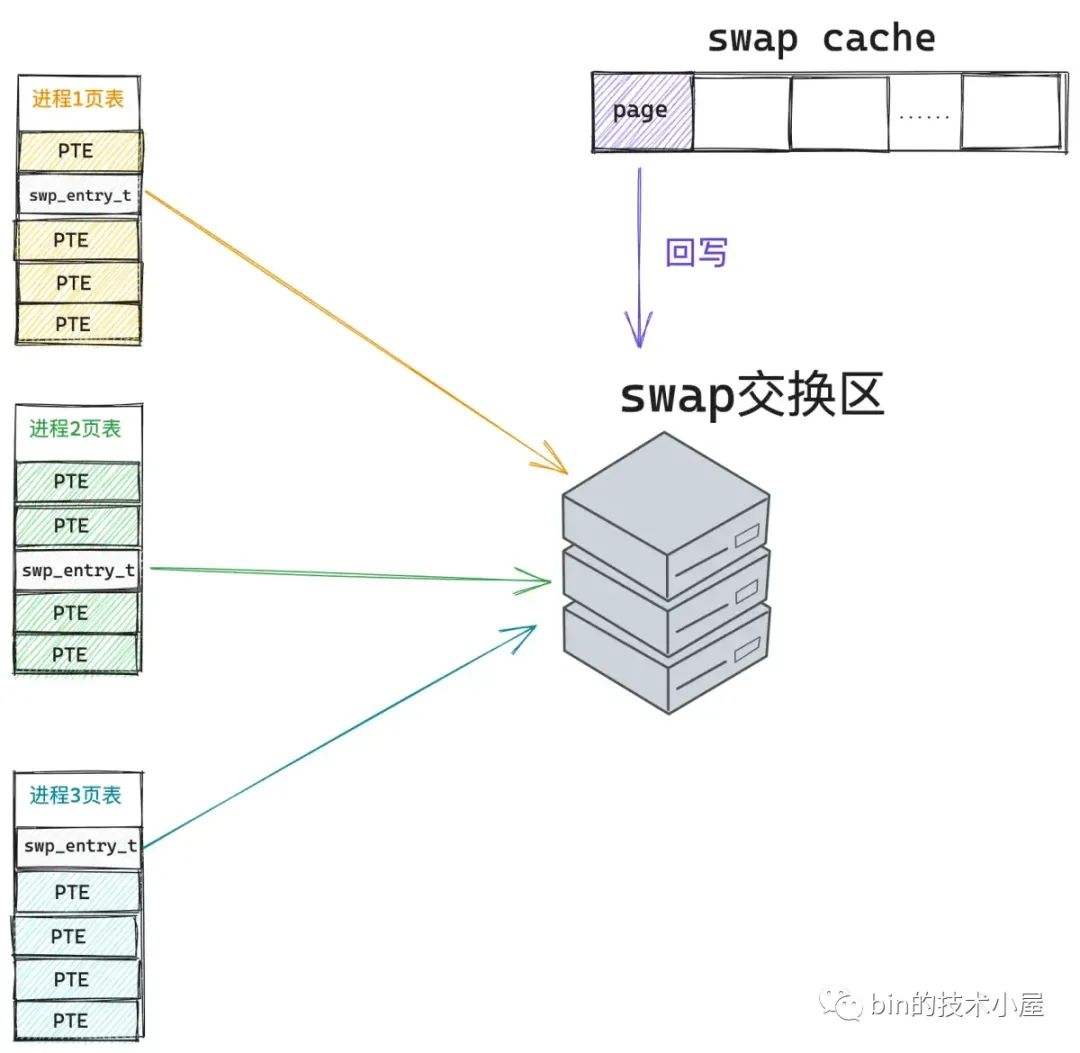 swap cache
page
......
回写
swap交换区
进程1页表
PTE
swp_entry_t
PTE
PTE
PTE
进程2页表
PTE
PTE
swp_entry_t
PTE
PTE
进程3页表
swp_entry_t
PTE
PTE
PTE
PTE
bin的技术小屋